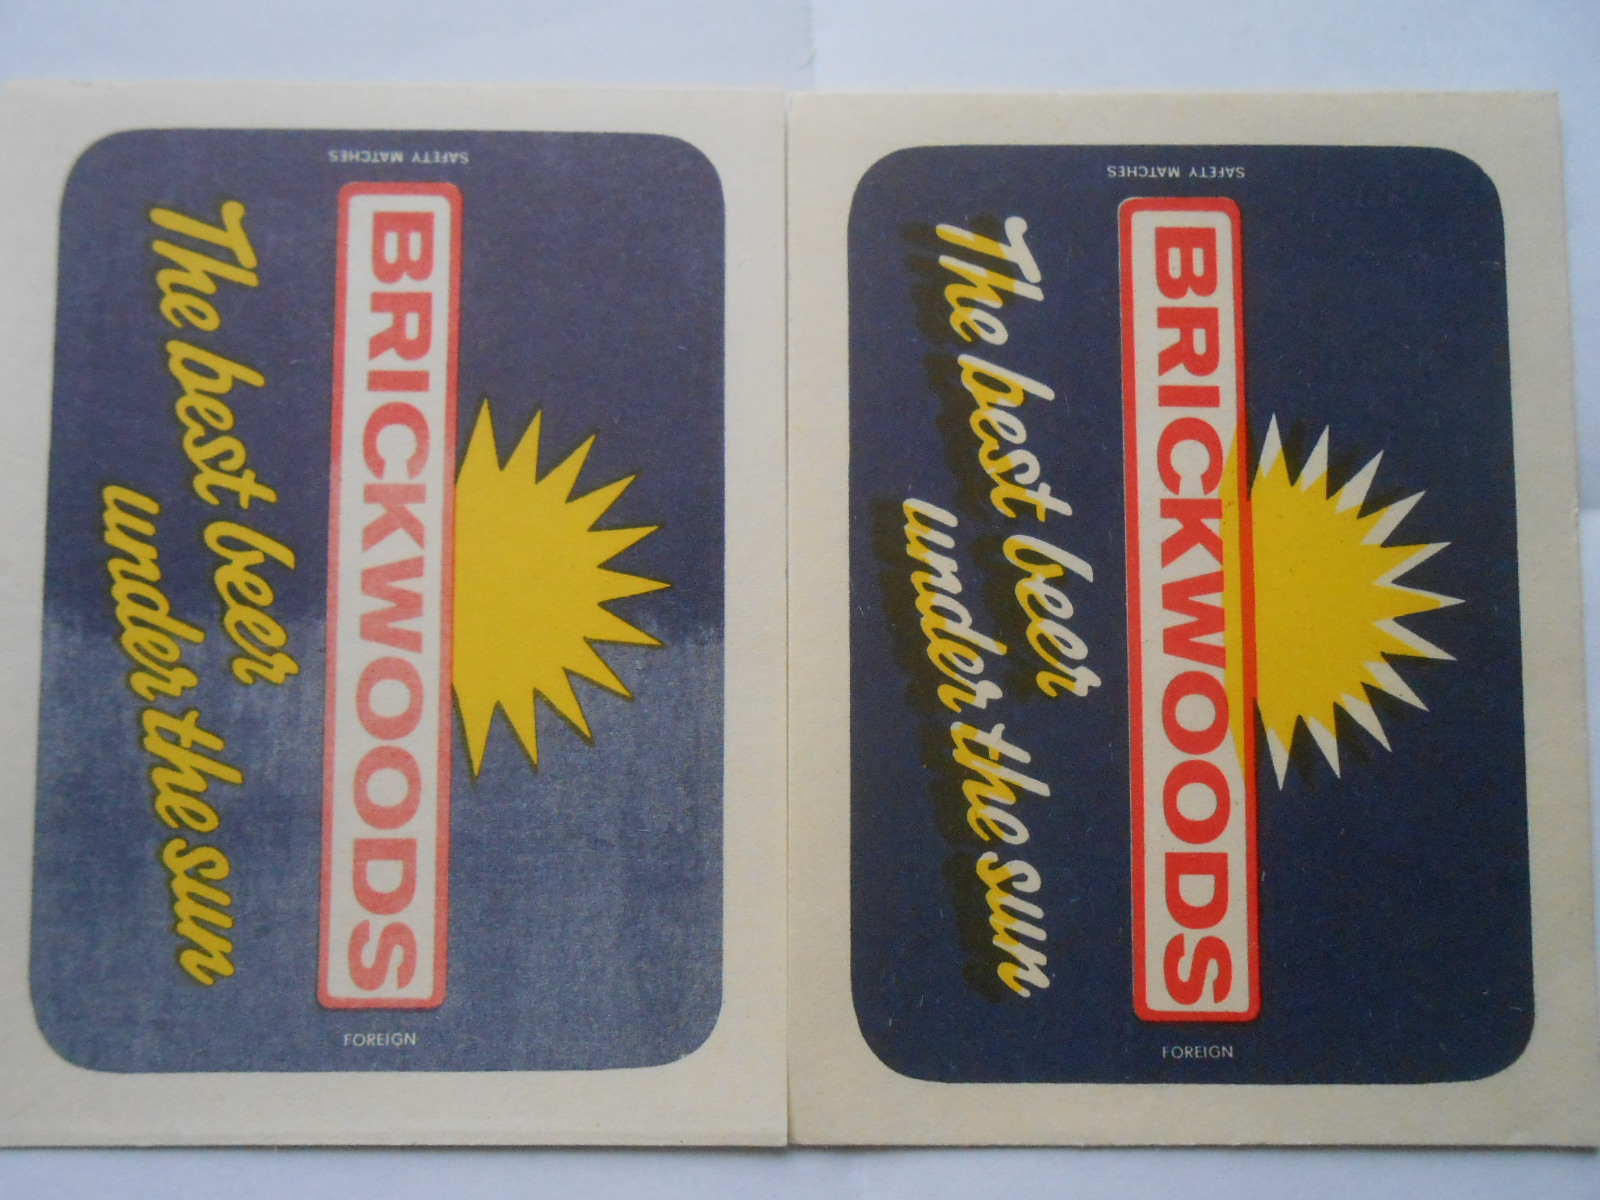 SAFETY MATCHES
BRICKWOODS
The best beer
under the sun
FOREIGN
SAFETY MATCHES
BRICKWOODS
The best beer
under the sun
FOREIGN